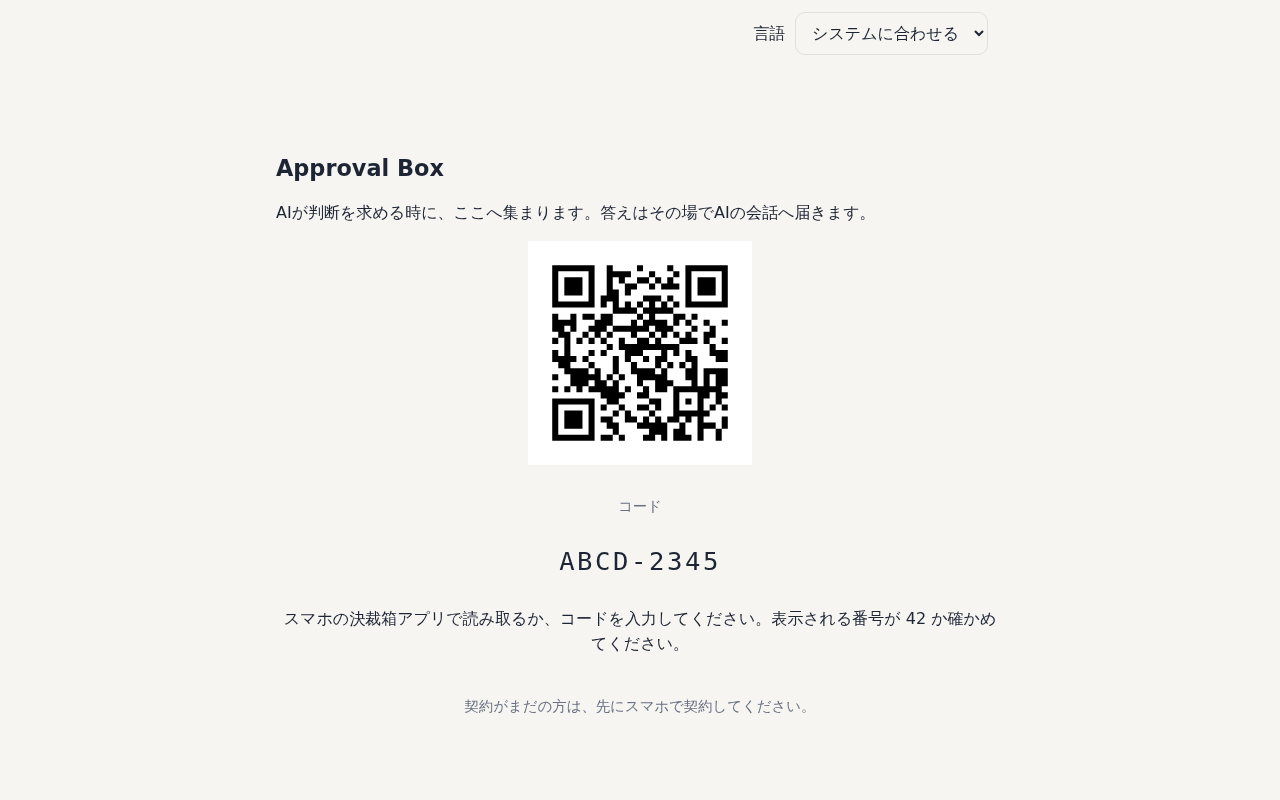 言語 システムに合わせる
Approval Box
AIが判断を求める時に、ここへ集まります。答えはその場でAIの会話へ届きます。
コード
ABCD-2345
スマホの決裁箱アプリで読み取るか、コードを入力してください。表示される番号が 42 か確かめ
てください。
契約がまだの方は、先にスマホで契約してください。